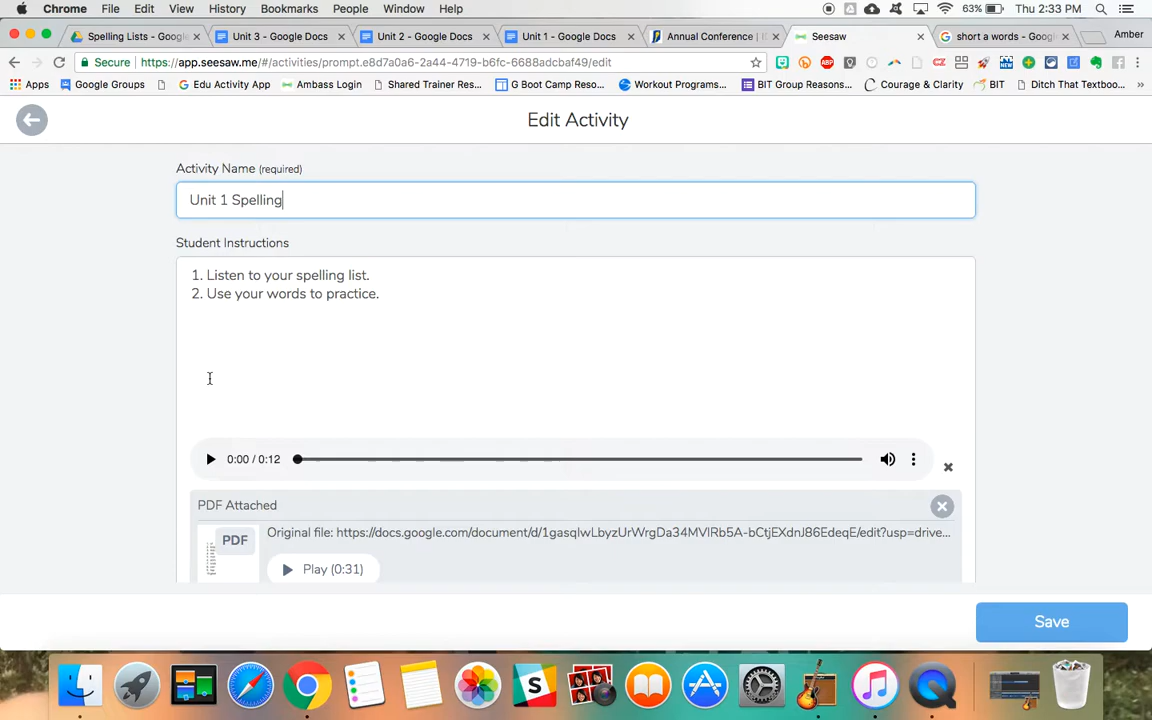 Chrome File Edit View History Bookmarks People Window Help 63% Thu 2:33 PM
Spelling Lists - Google Unit 3 - Google Docs Unit 2 - Google Docs Unit 1 - Google Docs Annual Conference | Seesaw short a words - Google Amber
Secure https://app.seesaw.me/#/activities/prompt.e8d7a0a6-2a44-4719-b6fc-6688adcbaf49/edit
Apps Google Groups Edu Activity App Ambass Login Shared Trainer Res... G Boot Camp Reso... Workout Programs... BIT Group Reasons... Courage & Clarity BIT Ditch That Textboo... »
Edit Activity
Activity Name (required)
Unit 1 Spelling
Student Instructions
1. Listen to your spelling list.
2. Use your words to practice.
0:00 / 0:12
PDF Attached
PDF
Original file: https://docs.google.com/document/d/1gasqlwLbyzUrWrgDa34MVlRb5A-bCtjEXdnJ86EdeqE/edit?usp=drive...
Play (0:31)
Save